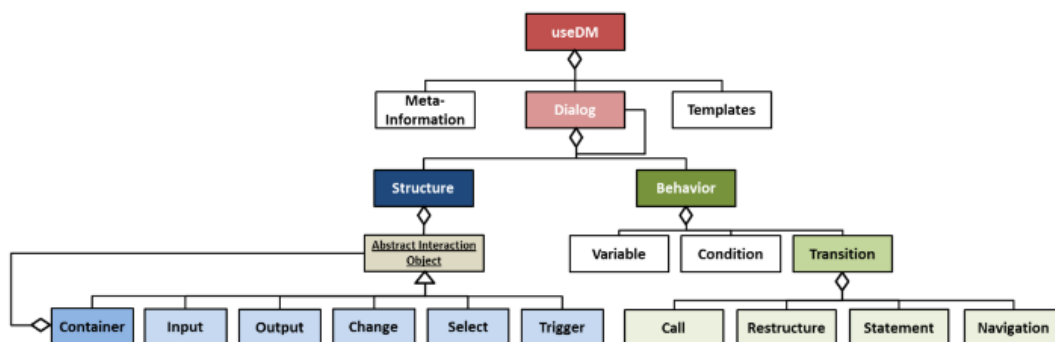 useDM
Meta-
Information
Dialog
Templates
Structure
Behavior
Abstract Interaction
Object
Variable
Condition
Transition
Container
Input
Output
Change
Select
Trigger
Call
Restructure
Statement
Navigation